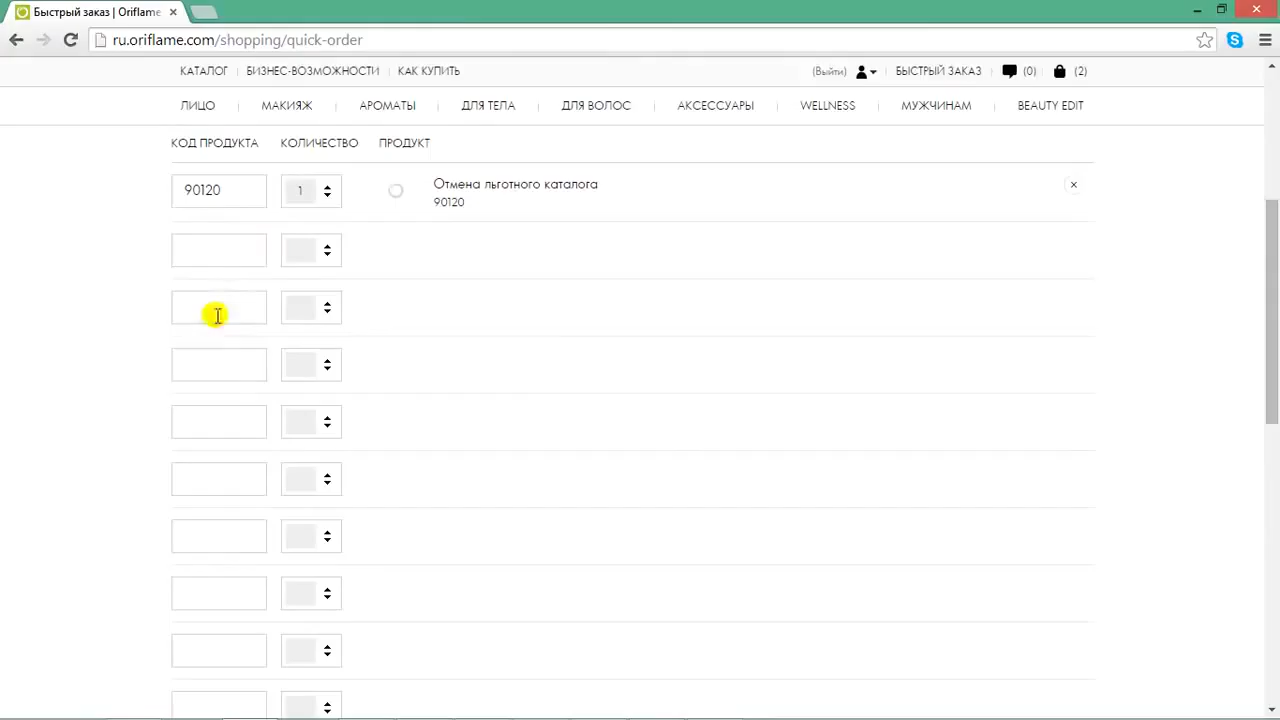 Быстрый заказ | Oriflame
ru.oriflame.com/shopping/quick-order
КАТАЛОГ БИЗНЕС-ВОЗМОЖНОСТИ КАК КУПИТЬ (Выйти) БЫСТРЫЙ ЗАКАЗ (0) (2)
ЛИЦО МАКИЯЖ АРОМАТЫ ДЛЯ ТЕЛА ДЛЯ ВОЛОС АКСЕССУАРЫ WELLNESS МУЖЧИНАМ BEAUTY EDIT
КОД ПРОДУКТА КОЛИЧЕСТВО ПРОДУКТ
90120 1 Отмена льготного каталога
90120